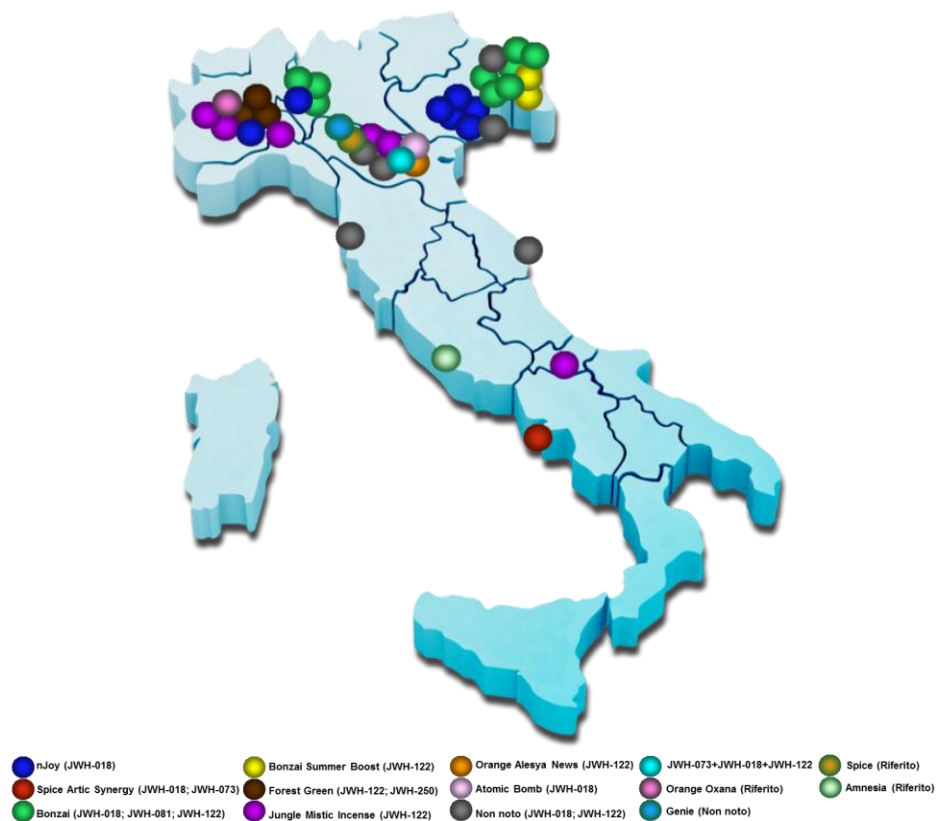 nJoy (JWH-018)
Bonzai Summer Boost (JWH-122)
Orange Alesya News (JWH-122)
JWH-073+JWH-018+JWH-122
Spice (Riferito)
Spice Artic Synergy (JWH-018; JWH-073)
Forest Green (JWH-122; JWH-250)
Atomic Bomb (JWH-018)
Orange Oxana (Riferito)
Amnesia (Riferito)
Bonzai (JWH-018; JWH-081; JWH-122)
Jungle Mistic Incense (JWH-122)
Non noto (JWH-018; JWH-122)
Genie (Non noto)